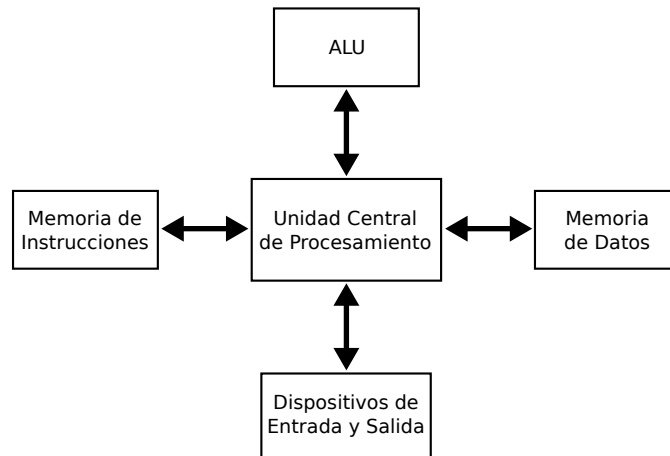 ALU
Memoria de
Instrucciones
Unidad Central
de Procesamiento
Memoria
de Datos
Dispositivos de
Entrada y Salida